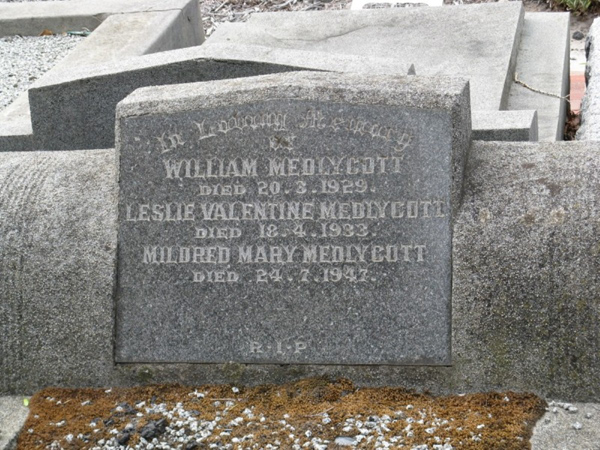 In Loving Memory
OF
WILLIAM MEDLYCOTT
DIED 20.3.1929.
LESLIE VALENTINE MEDLYCOTT
DIED 18.4.1933.
MILDRED MARY MEDLYCOTT
DIED 24.7.1947.
R.I.P